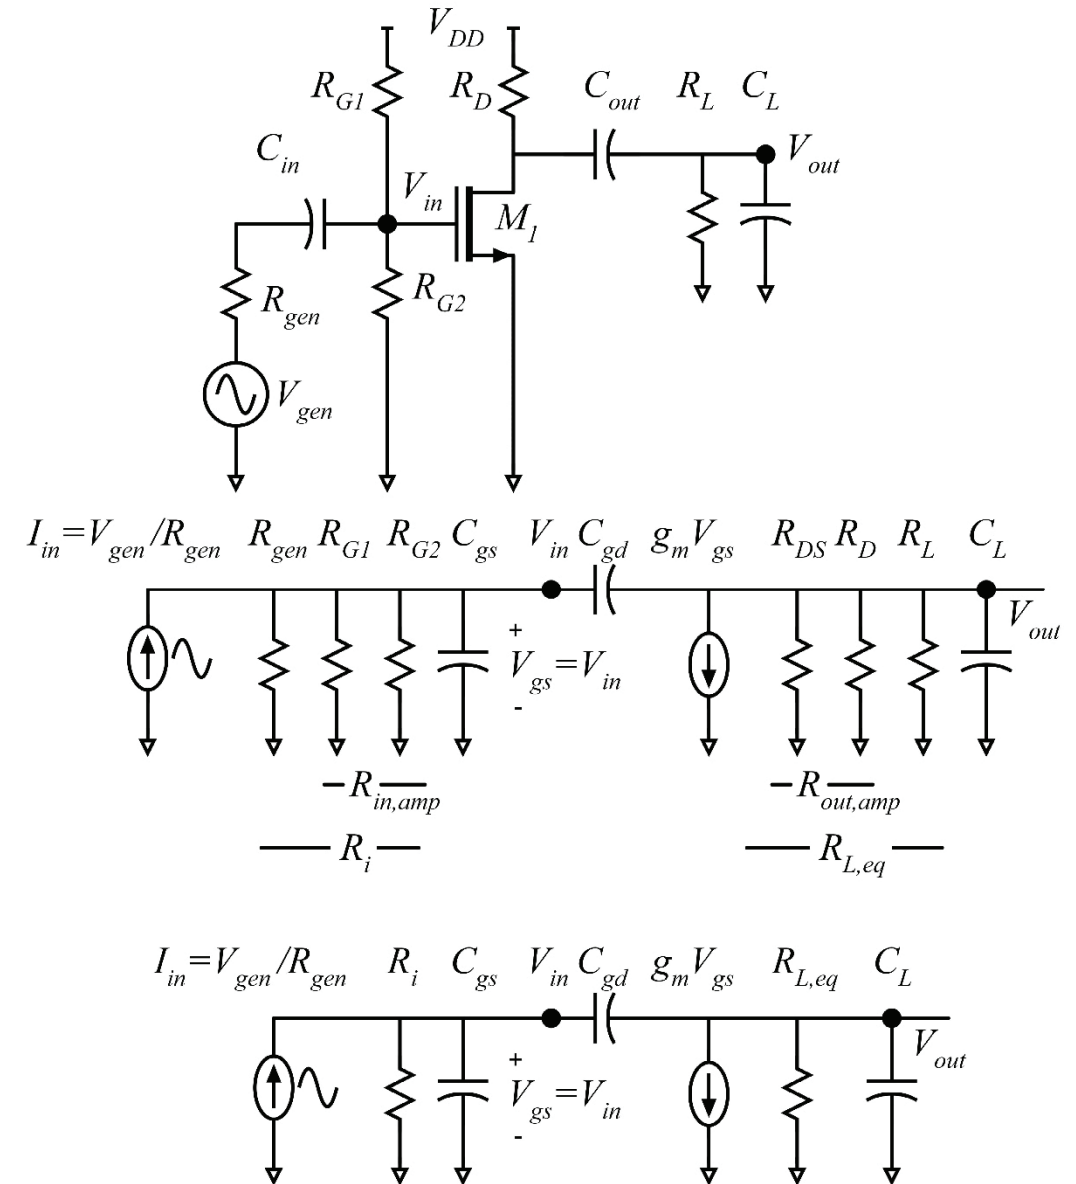 V_DD
R_G1 R_D C_out R_L C_L
C_in
V_out
V_in
M_1
R_gen R_G2
V_gen
I_in=V_gen/R_gen R_gen R_G1 R_G2 C_gs V_in C_gd g_mV_gs R_DS R_D R_L C_L
V_out
+
V_gs=V_in
-
R_in,amp R_out,amp
R_i R_L,eq
I_in=V_gen/R_gen R_i C_gs V_in C_gd g_mV_gs R_L,eq C_L
V_out
+
V_gs=V_in
-